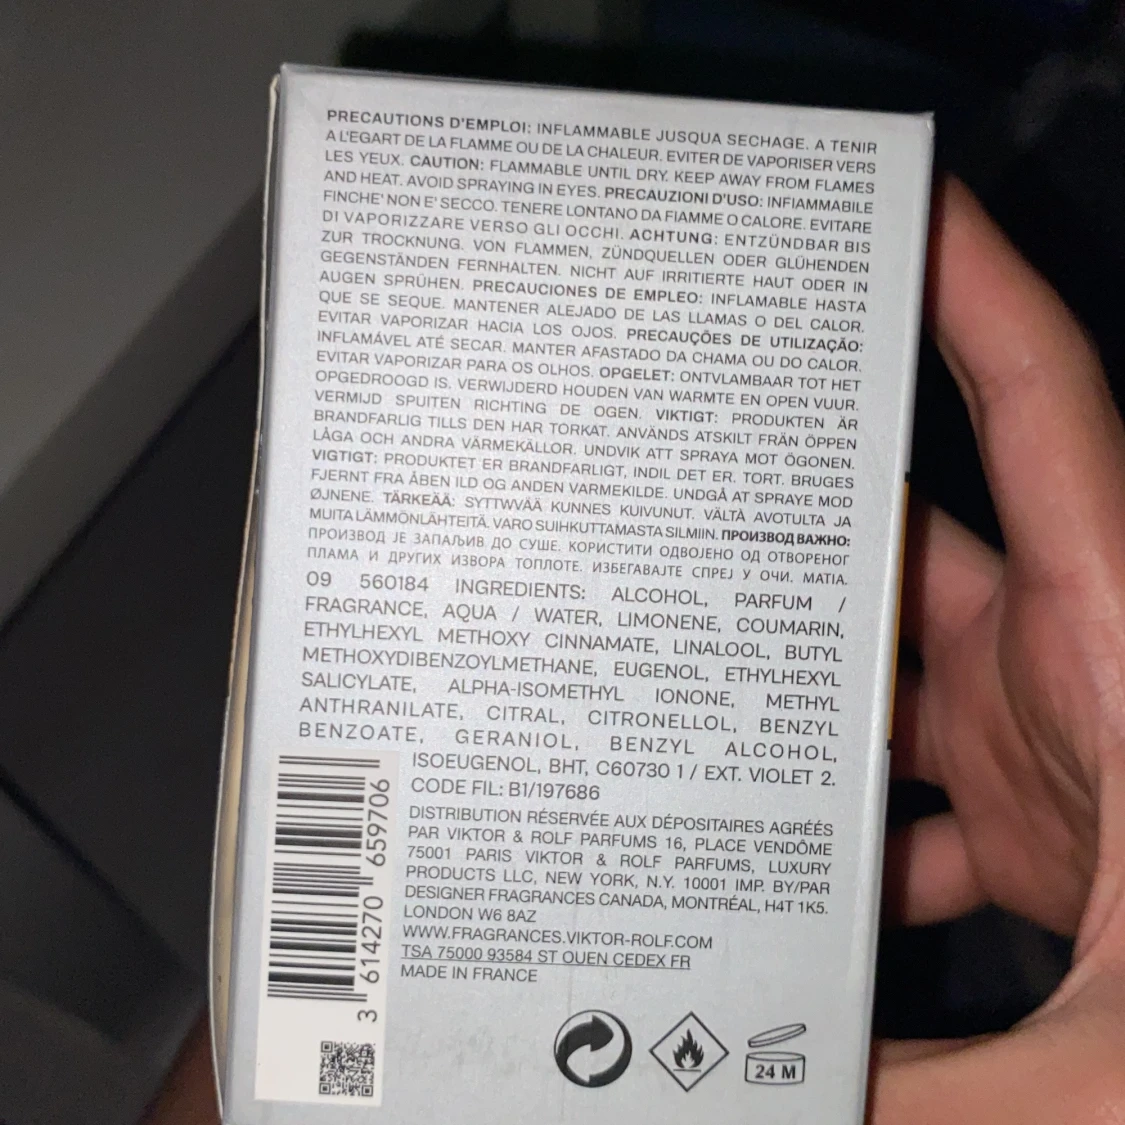 PRECAUTIONS D'EMPLOI: INFLAMMABLE JUSQUA SECHAGE. A TENIR
A L'EGART DE LA FLAMME OU DE LA CHALEUR. EVITER DE VAPORISER VERS
LES YEUX. CAUTION: FLAMMABLE UNTIL DRY. KEEP AWAY FROM FLAMES
AND HEAT. AVOID SPRAYING IN EYES. PRECAUZIONI D'USO: INFIAMMABILE
FINCHE' NON E' SECCO. TENERE LONTANO DA FIAMME O CALORE. EVITARE
DI VAPORIZZARE VERSO GLI OCCHI. ACHTUNG: ENTZÜNDBAR BIS
ZUR TROCKNUNG. VON FLAMMEN, ZÜNDQUELLEN ODER GLÜHENDEN
GEGENSTÄNDEN FERNHALTEN. NICHT AUF IRRITIERTE HAUT ODER IN
AUGEN SPRÜHEN. PRECAUCIONES DE EMPLEO: INFLAMABLE HASTA
QUE SE SEQUE. MANTENER ALEJADO DE LAS LLAMAS O DEL CALOR.
EVITAR VAPORIZAR HACIA LOS OJOS. PRECAUÇÕES DE UTILIZAÇÃO:
INFLAMÁVEL ATÉ SECAR. MANTER AFASTADO DA CHAMA OU DO CALOR.
EVITAR VAPORIZAR PARA OS OLHOS. OPGELET: ONTVLAMBAAR TOT HET
OPGEDROOGD IS. VERWIJDERD HOUDEN VAN WARMTE EN OPEN VUUR.
VERMIJD SPUITEN RICHTING DE OGEN. VIKTIGT: PRODUKTEN ÄR
BRANDFARLIG TILLS DEN HAR TORKAT. ANVÄNDS ATSKILT FRÄN ÖPPEN
LÅGA OCH ANDRA VÄRMEKÄLLOR. UNDVIK ATT SPRAYA MOT ÖGONEN.
VIGTIGT: PRODUKTET ER BRANDFARLIGT, INDIL DET ER. TORT. BRUGES
FJERNT FRA ÅBEN ILD OG ANDEN VARMEKILDE. UNDGÅ AT SPRAYE MOD
ØJNENE. TÄRKEÄÄ: SYTTWVÄÄ KUNNES KUIVUNUT. VÄLTÄ AVOTULTA JA
MUITA LÄMMÖNLÄHTEITÄ. VARO SUIHKUTTAMASTA SILMIIN. ПРОИЗВОД ВАЖНО:
ПРОИЗВОД ЈЕ ЗАПАЉИВ ДО СУШЕ. КОРИСТИТИ ОДВОЈЕНО ОД ОТВОРЕНОГ
ПЛАМА И ДРУГИХ ИЗВОРА ТОПЛОТЕ. ИЗБЕГАВАЈТЕ СПРЕЈ У ОЧИ. МАТІА.
09 560184 INGREDIENTS: ALCOHOL, PARFUM /
FRAGRANCE, AQUA / WATER, LIMONENE, COUMARIN,
ETHYLHEXYL METHOXY CINNAMATE, LINALOOL, BUTYL
METHOXYDIBENZOYLMETHANE, EUGENOL, ETHYLHEXYL
SALICYLATE, ALPHA-ISOMETHYL IONONE, METHYL
ANTHRANILATE, CITRAL, CITRONELLOL, BENZYL
BENZOATE, GERANIOL, BENZYL ALCOHOL,
ISOEUGENOL, BHT, C60730 1 / EXT. VIOLET 2.
CODE FIL: B1/197686
DISTRIBUTION RÉSERVÉE AUX DÉPOSITAIRES AGRÉÉS
PAR VIKTOR & ROLF PARFUMS 16, PLACE VENDÔME
75001 PARIS VIKTOR & ROLF PARFUMS, LUXURY
PRODUCTS LLC, NEW YORK, N.Y. 10001 IMP. BY/PAR
DESIGNER FRAGRANCES CANADA, MONTRÉAL, H4T 1K5.
LONDON W6 8AZ
WWW.FRAGRANCES.VIKTOR-ROLF.COM
TSA 75000 93584 ST OUEN CEDEX FR
MADE IN FRANCE
3 614270 659706
24 M